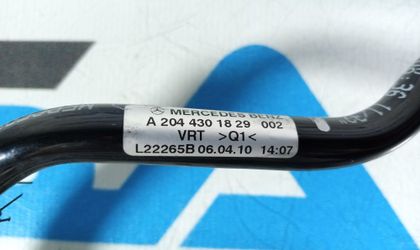 MERCEDES BENZ
A 204 430 18 29 002
VRT >Q1<
L22265B 06.04.10 14:07